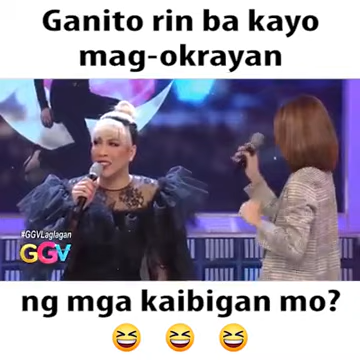 Ganito rin ba kayo
mag-okrayan
#GGVLaglagan
GGV
ng mga kaibigan mo?